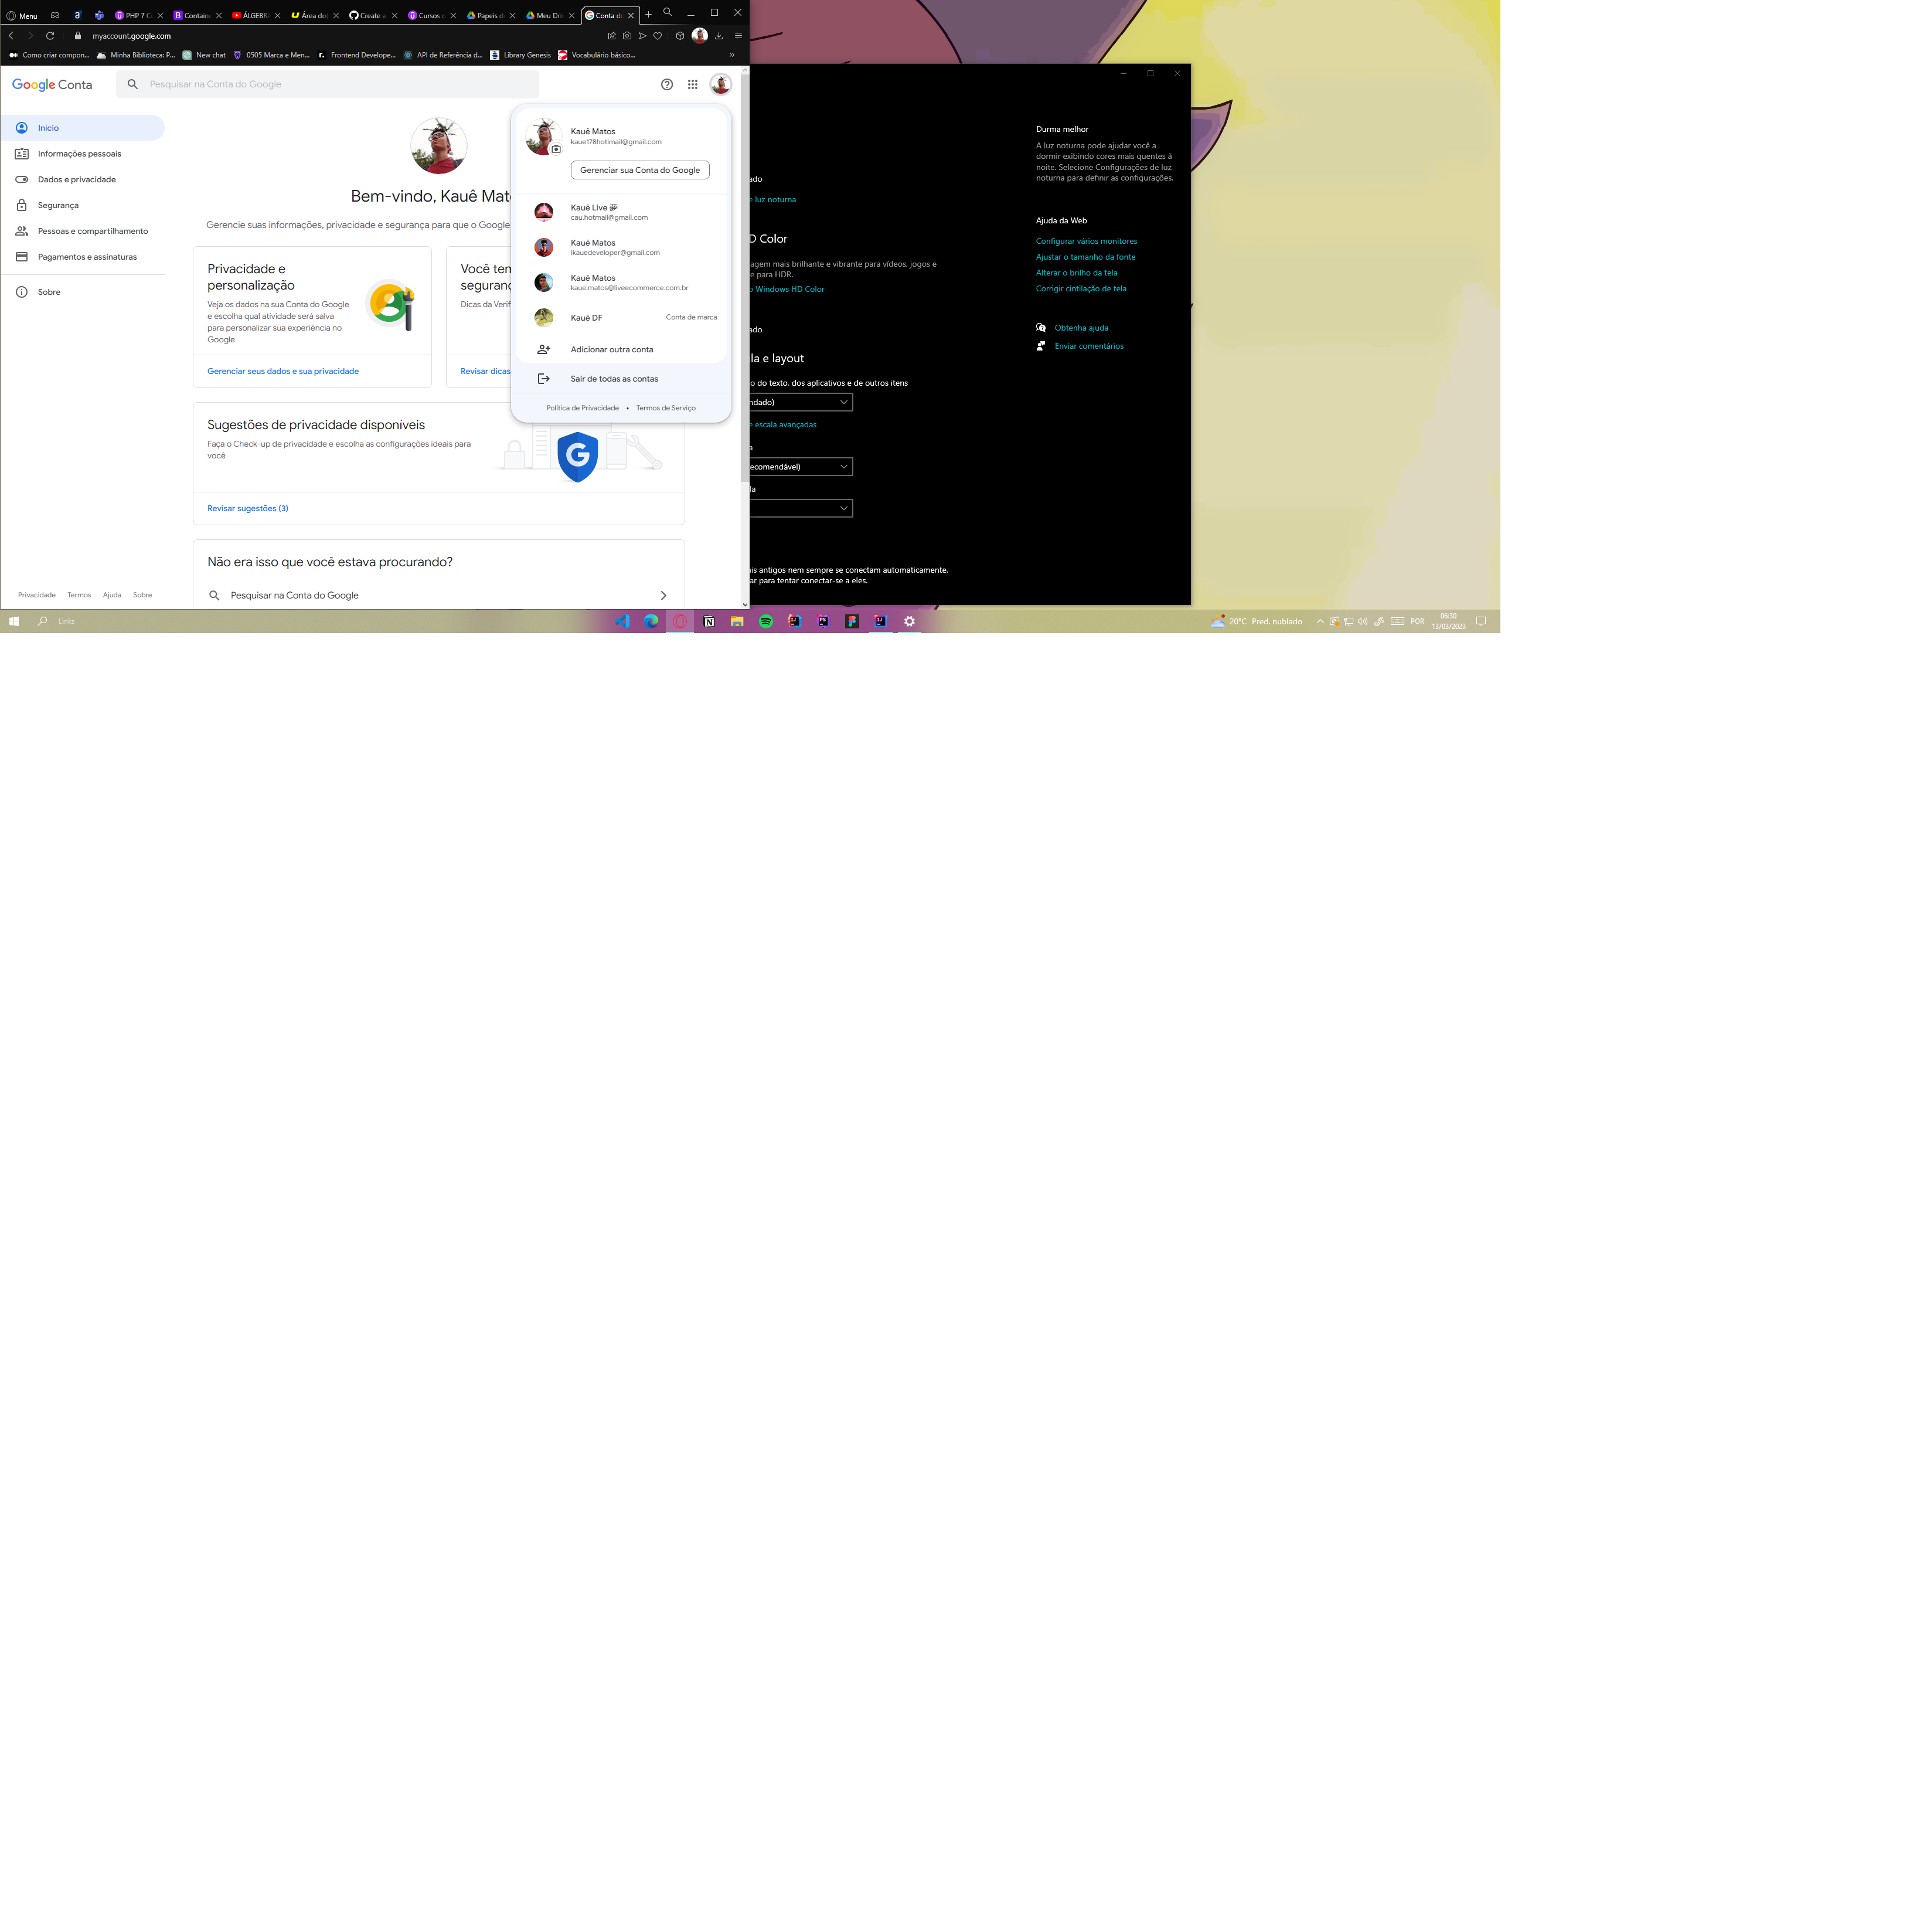 Menu
PHP 7 C
Containe
ÁLGEBRA
Área do
Create a
Cursos o
Papeis d
Meu Dri
Conta do
myaccount.google.com
Como criar compon...
Minha Biblioteca: P...
New chat
0505 Marca e Men...
Frontend Develope...
API de Referência d...
Library Genesis
Vocabulário básico...
Google Conta
Pesquisar na Conta do Google
Início
Informações pessoais
Dados e privacidade
Segurança
Pessoas e compartilhamento
Pagamentos e assinaturas
Sobre
Bem-vindo, Kauê Mat
Gerencie suas informações, privacidade e segurança para que o Google
Privacidade e
personalização
Veja os dados na sua Conta do Google
e escolha qual atividade será salva
para personalizar sua experiência no
Google
Gerenciar seus dados e sua privacidade
Você tem
seguranç
Dicas da Verif
Revisar dicas
Sugestões de privacidade disponíveis
Faça o Check-up de privacidade e escolha as configurações ideais para
você
Revisar sugestões (3)
Não era isso que você estava procurando?
Pesquisar na Conta do Google
Privacidade
Termos
Ajuda
Sobre
Kauê Matos
kaue178hotimail@gmail.com
Gerenciar sua Conta do Google
Kauê Live
cau.hotmail@gmail.com
Kauê Matos
ikauedeveloper@gmail.com
Kauê Matos
kaue.matos@liveecommerce.com.br
Kauê DF
Conta de marca
Adicionar outra conta
Sair de todas as contas
Política de Privacidade • Termos de Serviço
ado
e luz noturna
D Color
agem mais brilhante e vibrante para vídeos, jogos e
e para HDR.
o Windows HD Color
ado
la e layout
o do texto, dos aplicativos e de outros itens
ndado)
e escala avançadas
a
ecomendável)
la
is antigos nem sempre se conectam automaticamente.
ar para tentar conectar-se a eles.
Durma melhor
A luz noturna pode ajudar você a
dormir exibindo cores mais quentes à
noite. Selecione Configurações de luz
noturna para definir as configurações.
Ajuda da Web
Configurar vários monitores
Ajustar o tamanho da fonte
Alterar o brilho da tela
Corrigir cintilação de tela
Obtenha ajuda
Enviar comentários
Links
20°C Pred. nublado
POR
06:30
13/03/2023